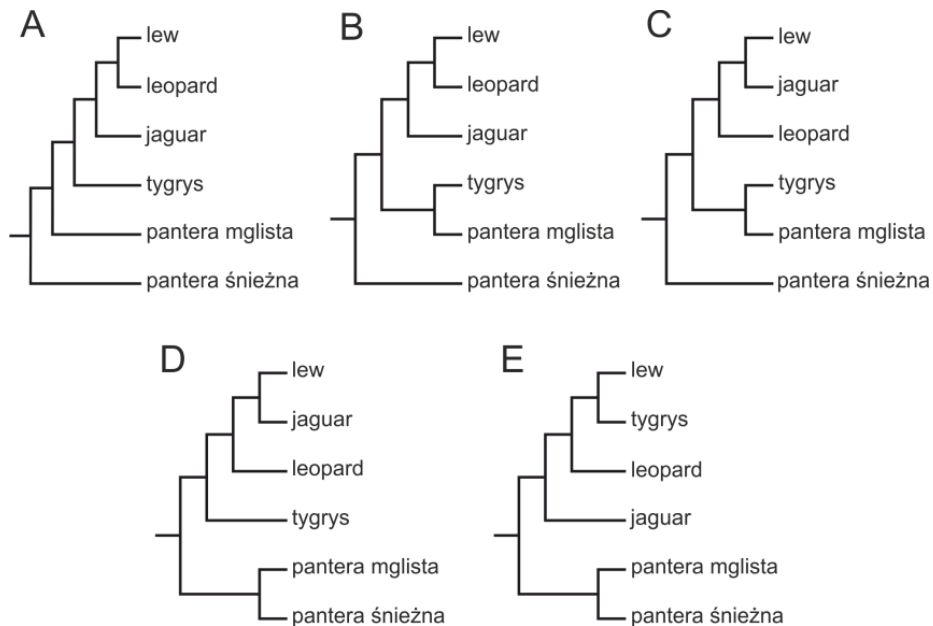 A
lew
leopard
jaguar
tygrys
pantera mglista
pantera śnieżna
B
lew
leopard
jaguar
tygrys
pantera mglista
pantera śnieżna
C
lew
jaguar
leopard
tygrys
pantera mglista
pantera śnieżna
D
lew
jaguar
leopard
tygrys
pantera mglista
pantera śnieżna
E
lew
tygrys
leopard
jaguar
pantera mglista
pantera śnieżna